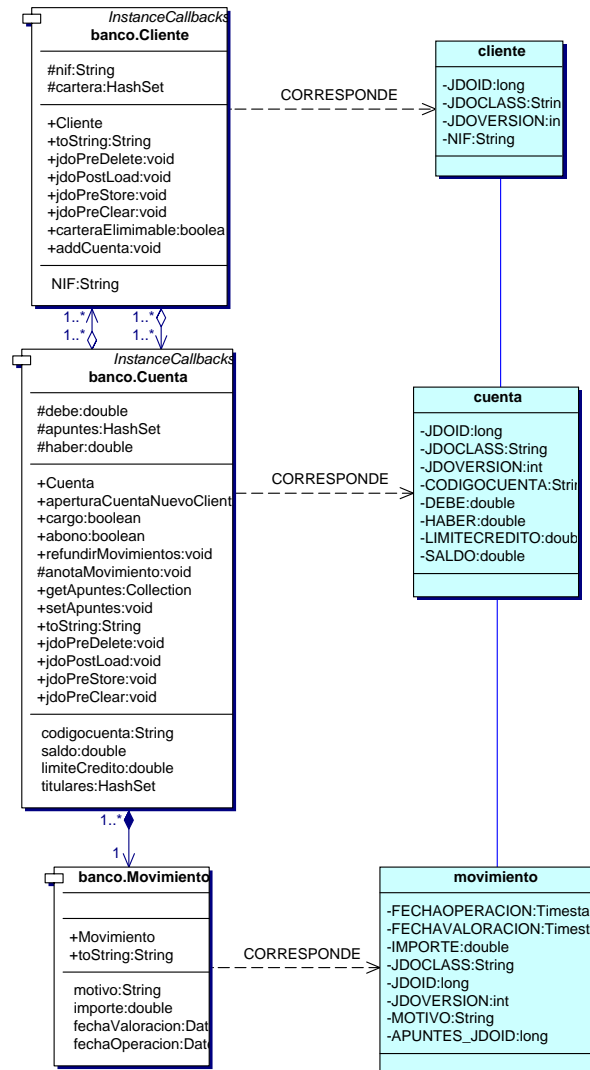 InstanceCallbacks
banco.Cliente
#nif:String
#cartera:HashSet
+Cliente
+toString:String
+jdoPreDelete:void
+jdoPostLoad:void
+jdoPreStore:void
+jdoPreClear:void
+carteraElimimable:boolea
+addCuenta:void
NIF:String
CORRESPONDE
cliente
-JDOID:long
-JDOCLASS:Strin
-JDOVERSION:in
-NIF:String
1..*
1..*
1..*
1..*
InstanceCallbacks
banco.Cuenta
#debe:double
#apuntes:HashSet
#haber:double
+Cuenta
+aperturaCuentaNuevoClient
+cargo:boolean
+abono:boolean
+refundirMovimientos:void
#anotaMovimiento:void
+getApuntes:Collection
+setApuntes:void
+toString:String
+jdoPreDelete:void
+jdoPostLoad:void
+jdoPreStore:void
+jdoPreClear:void
codigocuenta:String
saldo:double
limiteCredito:double
titulares:HashSet
CORRESPONDE
cuenta
-JDOID:long
-JDOCLASS:String
-JDOVERSION:int
-CODIGOCUENTA:Strin
-DEBE:double
-HABER:double
-LIMITECREDITO:doub
-SALDO:double
1..*
1
banco.Movimiento
+Movimiento
+toString:String
motivo:String
importe:double
fechaValoracion:Dat
fechaOperacion:Date
CORRESPONDE
movimiento
-FECHAOPERACION:Timesta
-FECHAVALORACION:Timest
-IMPORTE:double
-JDOCLASS:String
-JDOID:long
-JDOVERSION:int
-MOTIVO:String
-APUNTES_JDOID:long